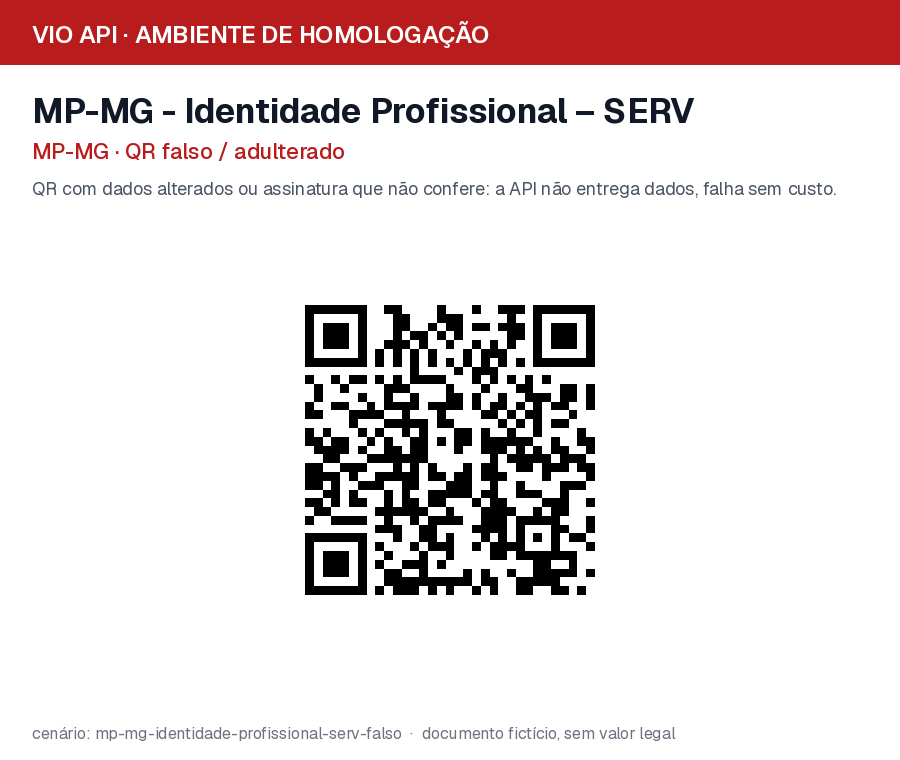 VIO API · AMBIENTE DE HOMOLOGAÇÃO
MP-MG - Identidade Profissional – SERV
MP-MG · QR falso / adulterado
QR com dados alterados ou assinatura que não confere: a API não entrega dados, falha sem custo.
cenário: mp-mg-identidade-profissional-serv-falso · documento fictício, sem valor legal